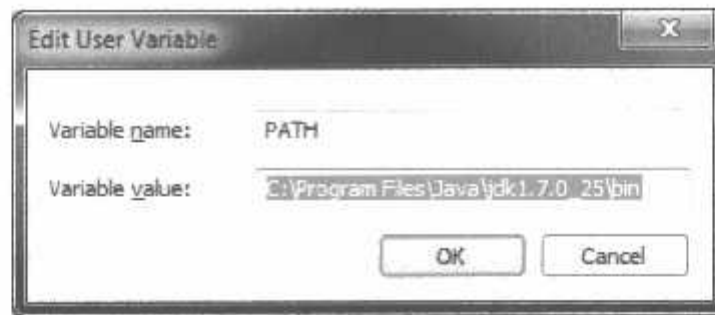 Edit User Variable
Variable name: PATH
Variable value: C:\Program Files\Java\jdk1.7.0_25\bin
OK Cancel